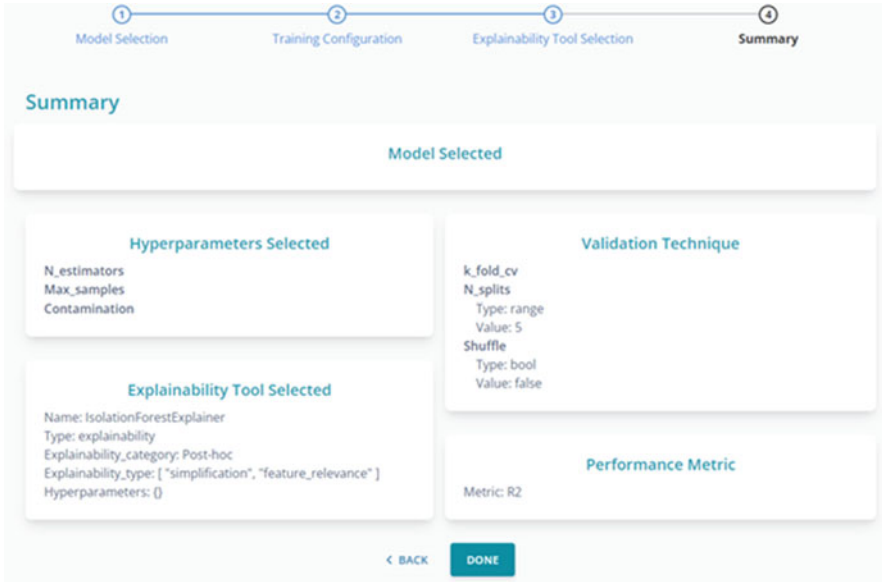 1 2 3 4
Model Selection Training Configuration Explainability Tool Selection Summary
Summary
Model Selected
Hyperparameters Selected
N_estimators
Max_samples
Contamination
Validation Technique
k_fold_cv
N_splits
Type: range
Value: 5
Shuffle
Type: bool
Value: false
Explainability Tool Selected
Name: IsolationForestExplainer
Type: explainability
Explainability_category: Post-hoc
Explainability_type: [ "simplification", "feature_relevance" ]
Hyperparameters: {}
Performance Metric
Metric: R2
< BACK DONE